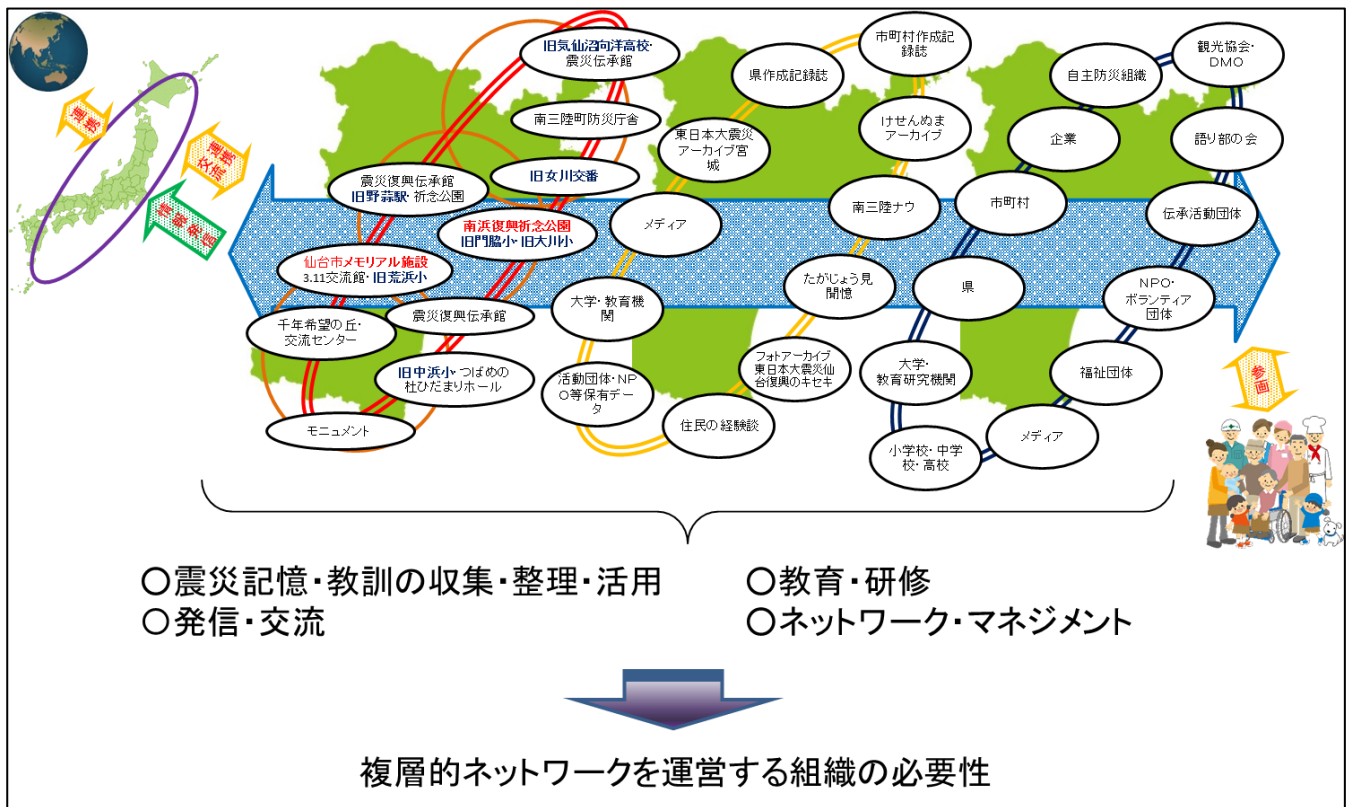 連携
連携
交流
情報発信
旧気仙沼向洋高校・
震災伝承館
南三陸町防災庁舎
旧女川交番
震災復興伝承館
旧野蒜駅・祈念公園
南浜復興祈念公園
旧門脇小・旧大川小
仙台市メモリアル施設
3.11交流館・旧荒浜小
千年希望の丘・
交流センター
震災復興伝承館
旧中浜小・つばめの
杜ひだまりホール
モニュメント
市町村作成記
録誌
県作成記録誌
けせんぬま
アーカイブ
東日本大震災
アーカイブ宮
城
メディア
南三陸ナウ
たがじょう見
聞憶
大学・教育機
関
フォトアーカイブ
東日本大震災仙
台復興のキセキ
活動団体・NP
O等保有デー
タ
住民の経験談
観光協会・
DMO
自主防災組織
企業
語り部の会
市町村
伝承活動団体
県
NPO・
ボランティア
団体
大学・
教育研究機関
福祉団体
小学校・中学
校・高校
メディア
参画
〇震災記憶・教訓の収集・整理・活用
〇発信・交流
〇教育・研修
〇ネットワーク・マネジメント
複層的ネットワークを運営する組織の必要性